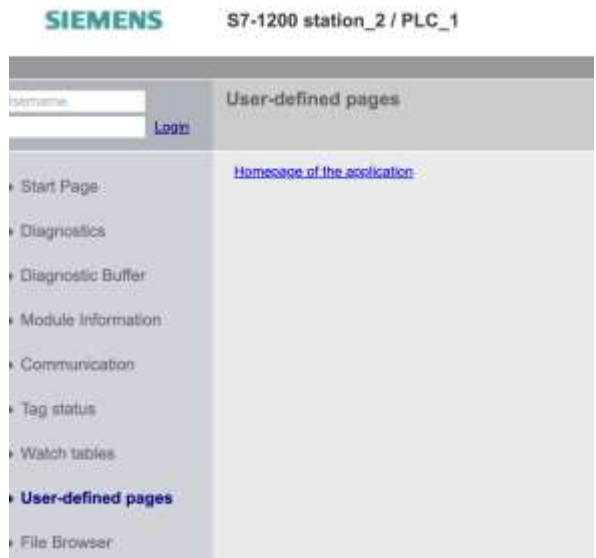 SIEMENS
S7-1200 station_2 / PLC_1
Username
Login
User-defined pages
Homepage of the application
Start Page
Diagnostics
Diagnostic Buffer
Module Information
Communication
Tag status
Watch tables
User-defined pages
File Browser